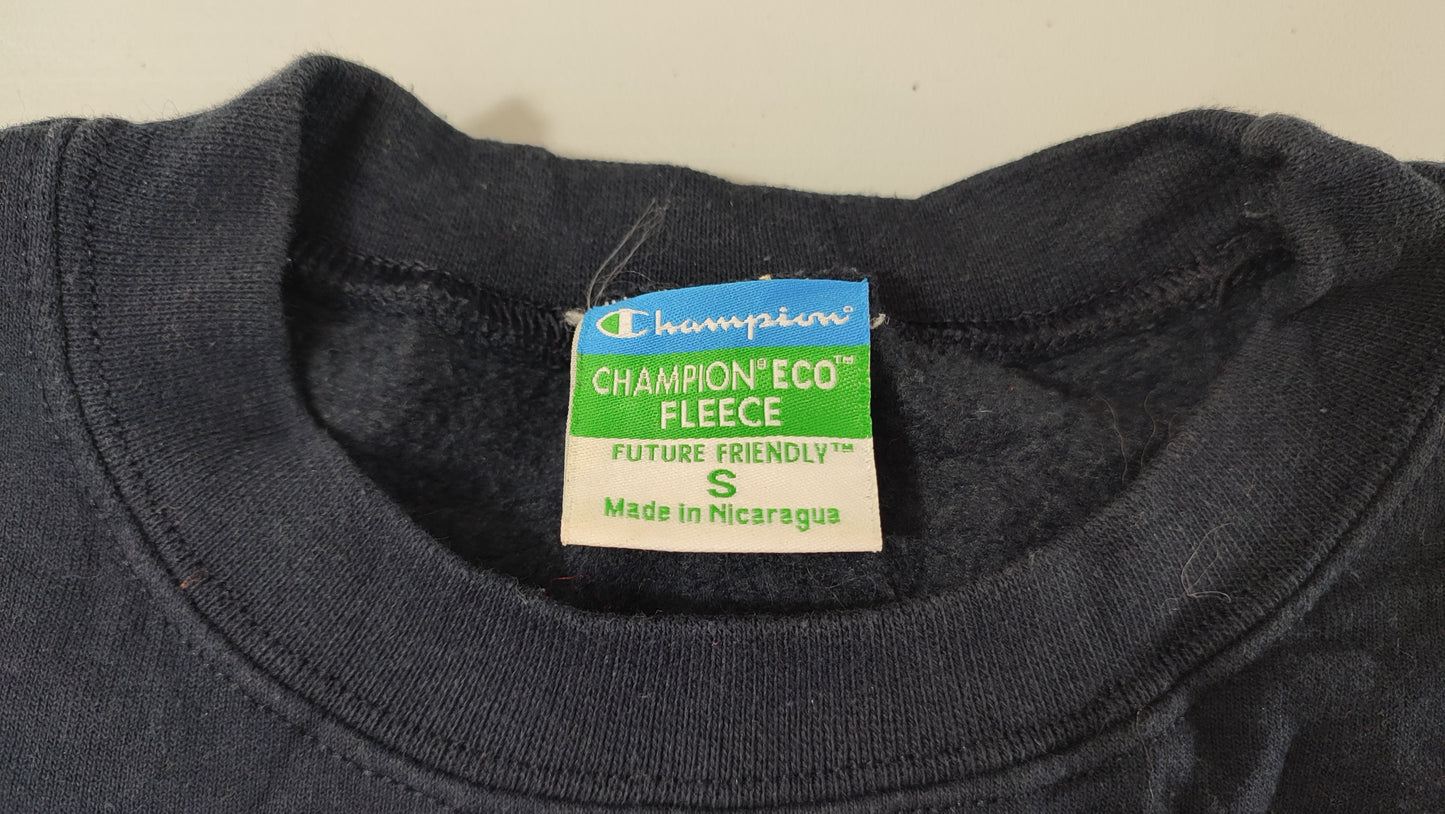 Champion®
CHAMPION® ECO™
FLEECE
FUTURE FRIENDLY™
S
Made in Nicaragua